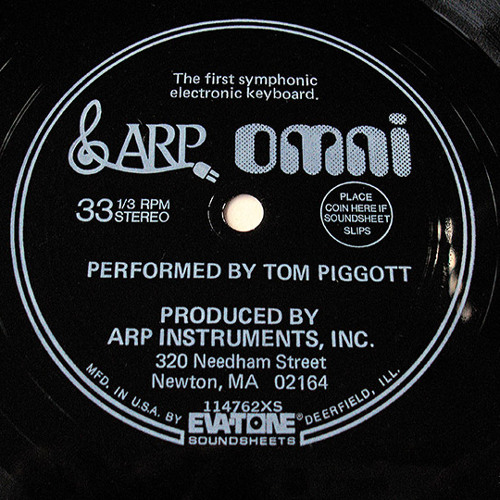 The first symphonic
electronic keyboard.
ARP omni
33 1/3 RPM
STEREO
PLACE
COIN HERE IF
SOUNDSHEET
SLIPS
PERFORMED BY TOM PIGGOTT
PRODUCED BY
ARP INSTRUMENTS, INC.
320 Needham Street
Newton, MA 02164
114762XS
MFD. IN U.S.A. BY EVA-TONE® DEERFIELD, ILL.
SOUNDSHEETS